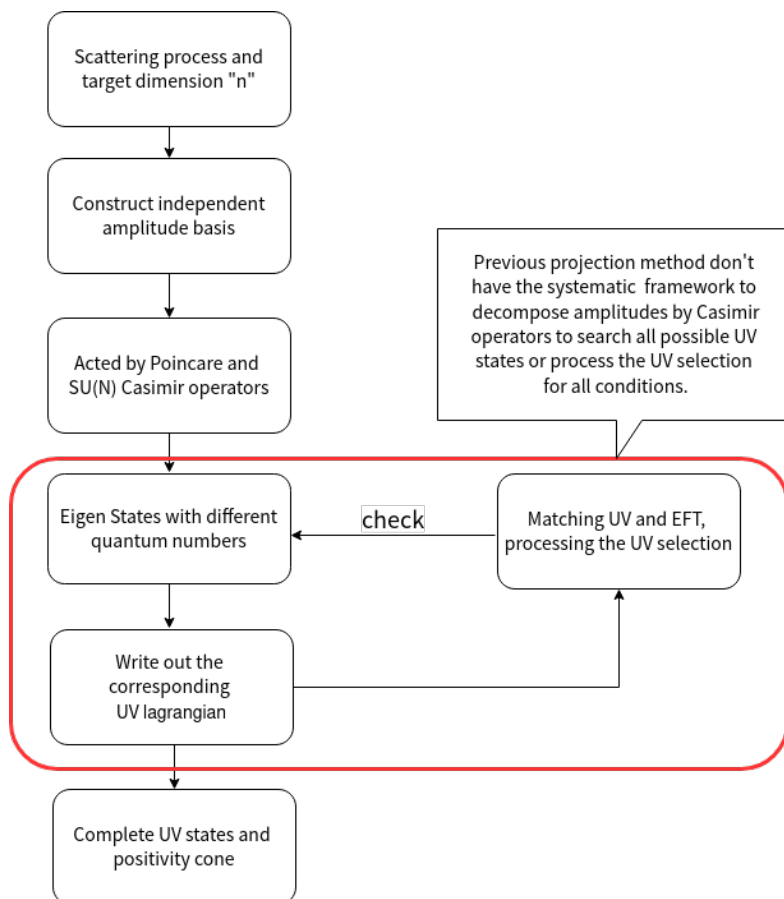 Scattering process and
target dimension "n"
Construct independent
amplitude basis
Acted by Poincare and
SU(N) Casimir operators
Previous projection method don't
have the systematic framework to
decompose amplitudes by Casimir
operators to search all possible UV
states or process the UV selection
for all conditions.
Eigen States with different
quantum numbers
check
Matching UV and EFT,
processing the UV selection
Write out the
corresponding
UV lagrangian
Complete UV states and
positivity cone